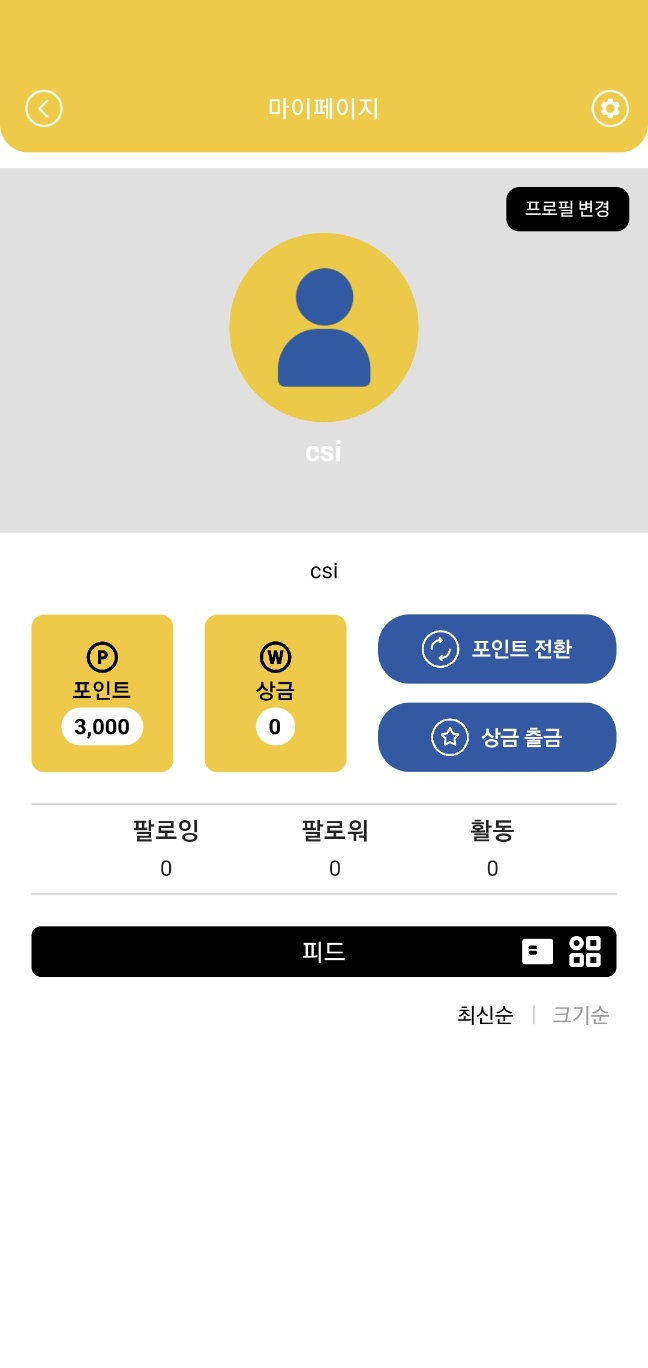 마이페이지
프로필 변경
csi
csi
P
포인트
3,000
W
상금
0
포인트 전환
상금 출금
팔로잉 팔로워 활동
0 0 0
피드
최신순 | 크기순